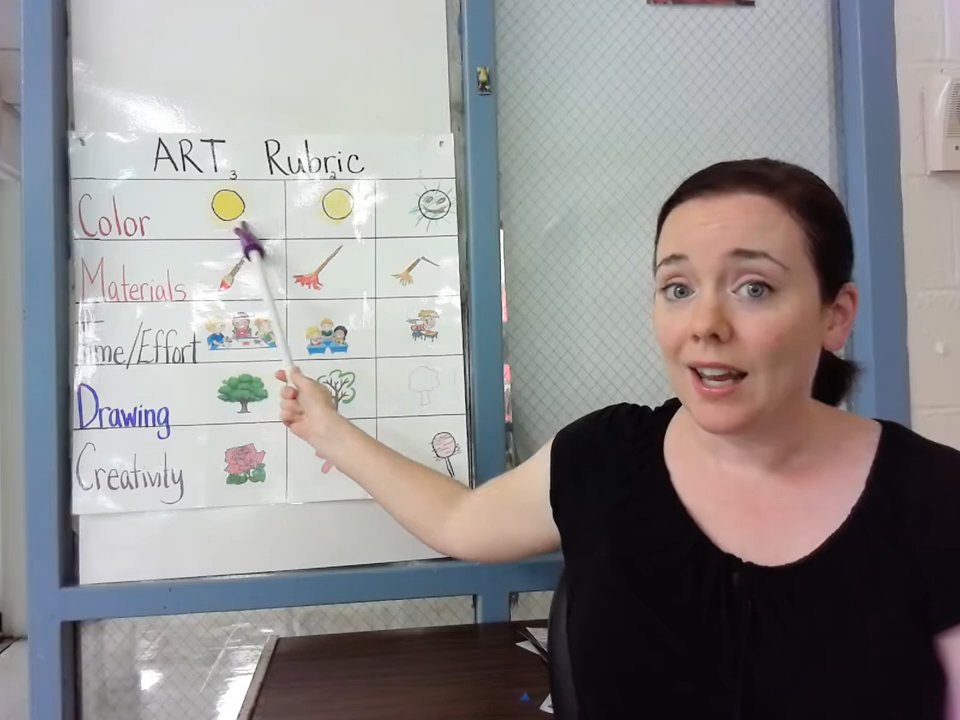 ART Rubric
3 2
Color
Materials
Time/Effort
Drawing
Creativity